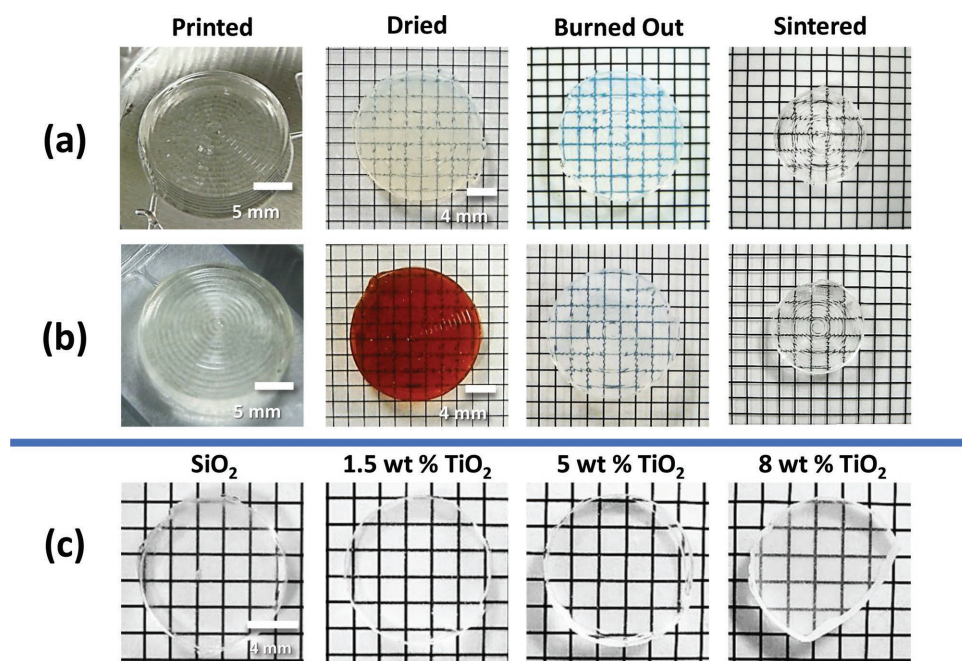 Printed Dried Burned Out Sintered
(a)
5 mm 4 mm
(b)
5 mm 4 mm
SiO₂ 1.5 wt % TiO₂ 5 wt % TiO₂ 8 wt % TiO₂
(c)
4 mm